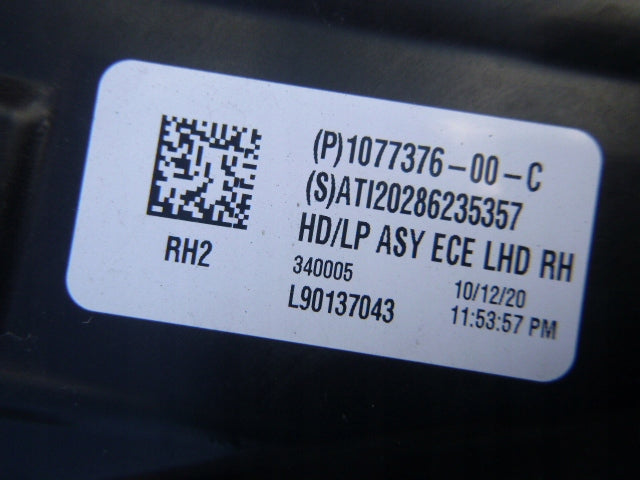 (P)1077376-00-C
(S)ATI20286235357
HD/LP ASY ECE LHD RH
RH2
340005
10/12/20
L90137043
11:53:57 PM